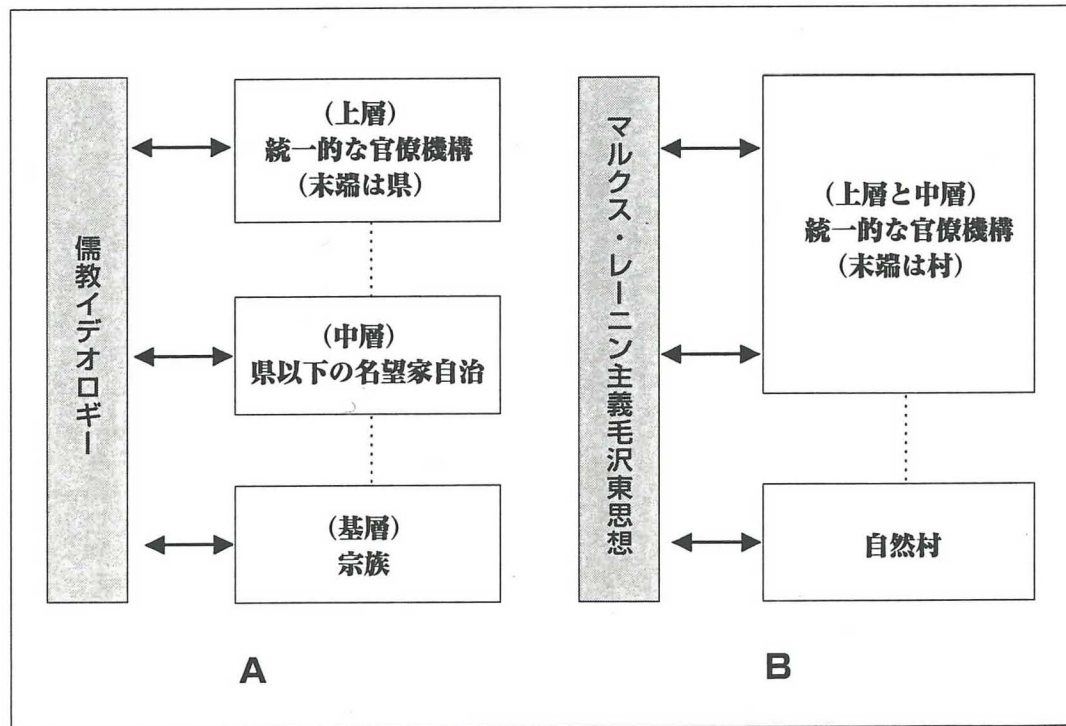 儒教イデオロギー
(上層)
統一的な官僚機構
(末端は県)
(中層)
県以下の名望家自治
(基層)
宗族
A
マルクス・レーニン主義毛沢東思想
(上層と中層)
統一的な官僚機構
(末端は村)
自然村
B